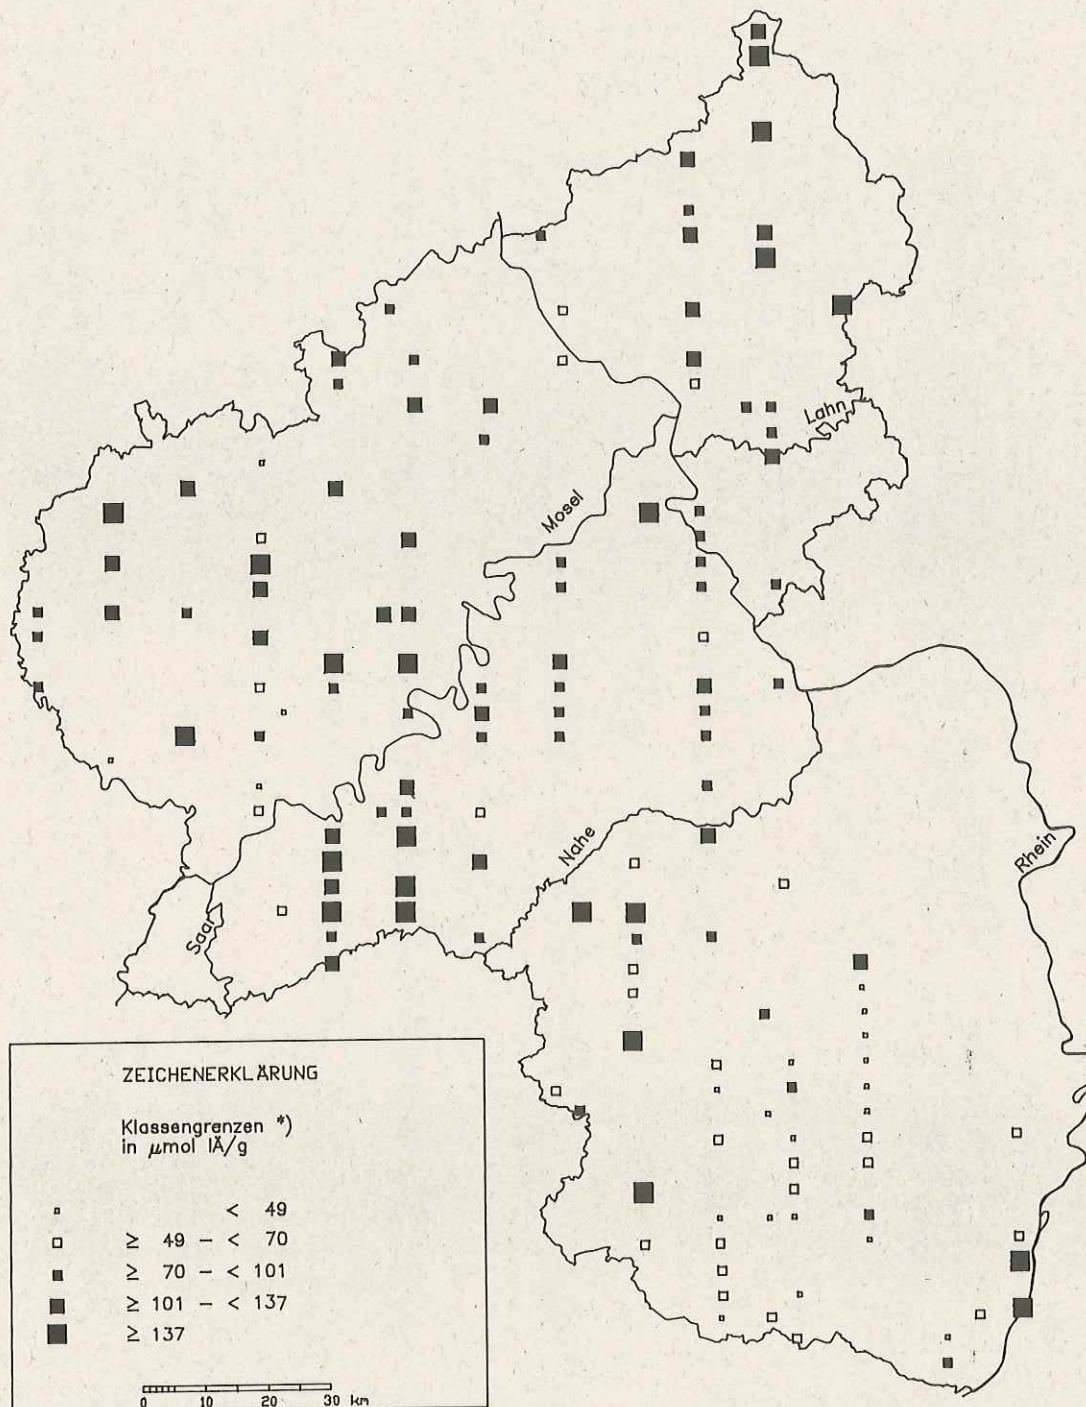 Lahn
Mosel
Nahe
Rhein
Saar
ZEICHENERKLÄRUNG
Klassengrenzen *)
in µmol IÄ/g
< 49
≥ 49 - < 70
≥ 70 - < 101
≥ 101 - < 137
≥ 137
0 10 20 30 km